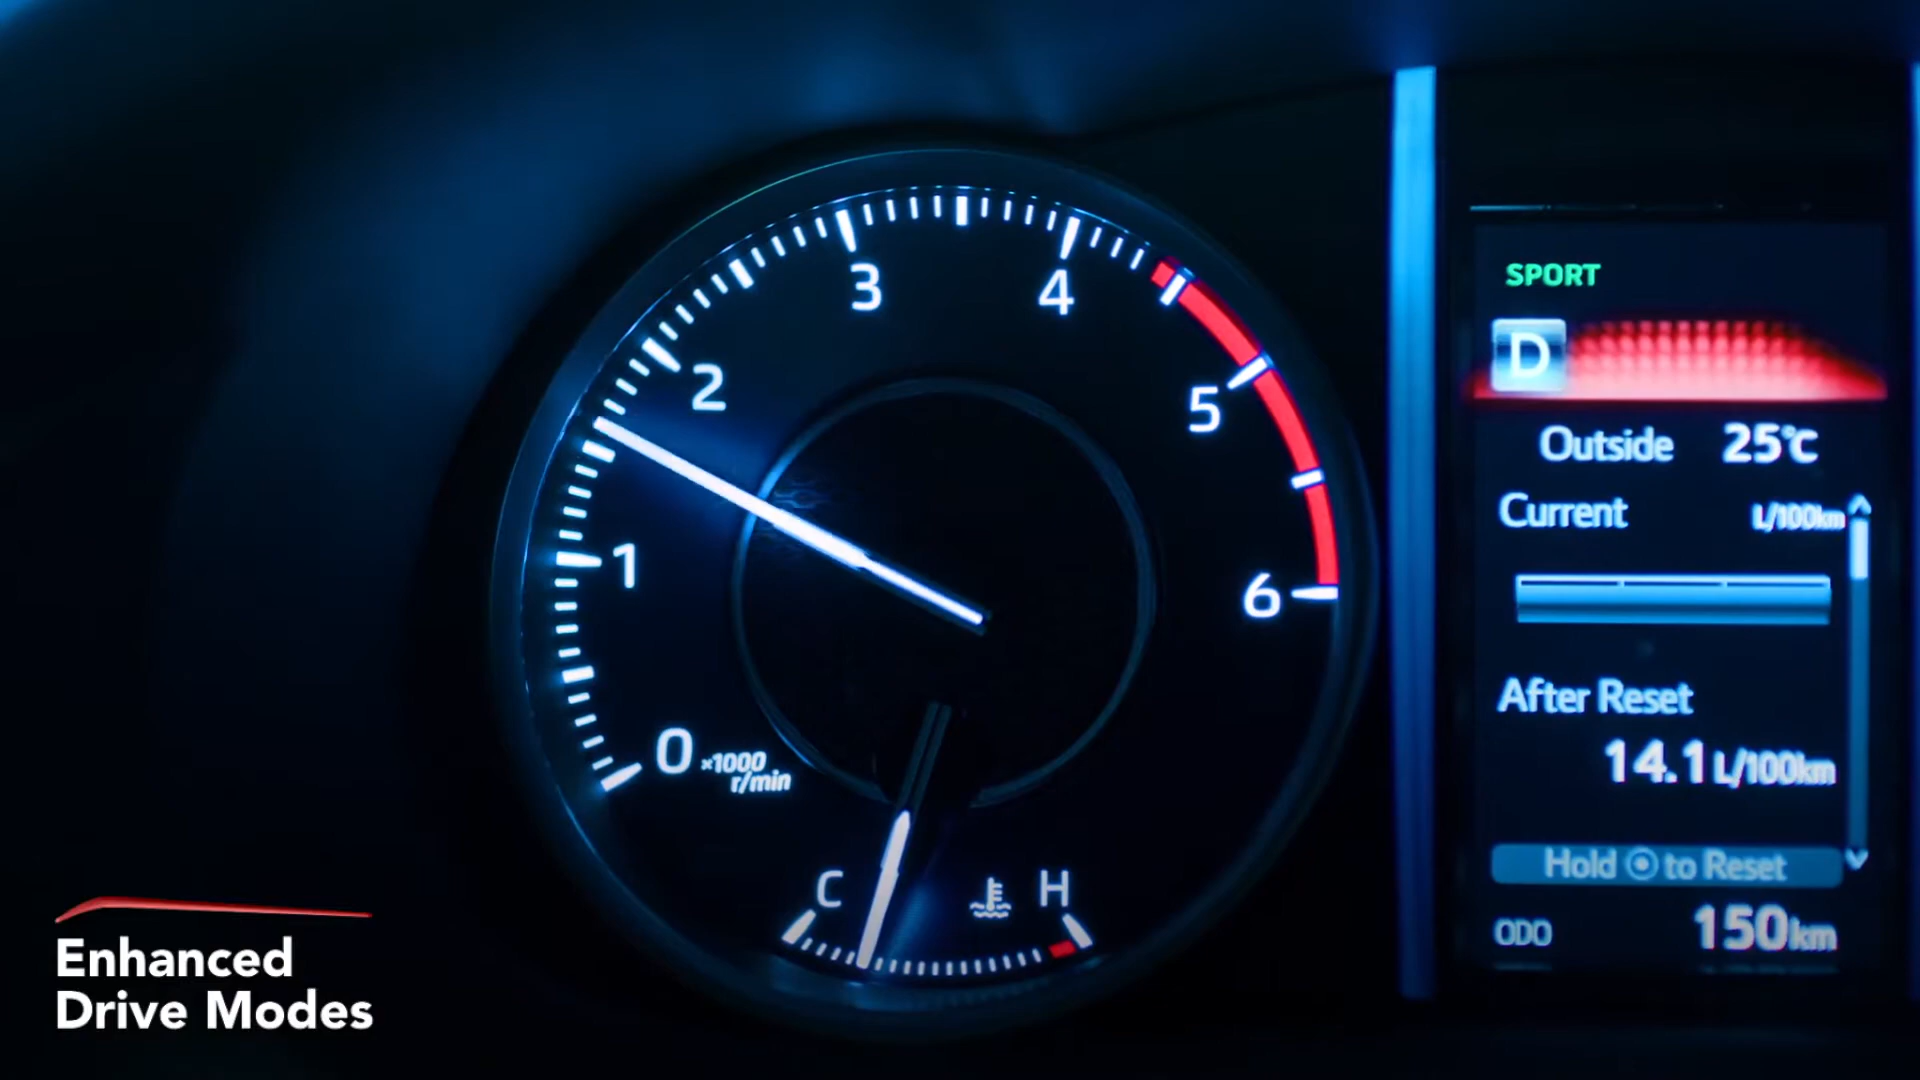 3
4
2
5
1
6
0 ×1000
r/min
C H
SPORT
D
Outside 25°C
Current L/100km
After Reset
14.1 L/100km
Hold to Reset
ODO 150km
Enhanced
Drive Modes